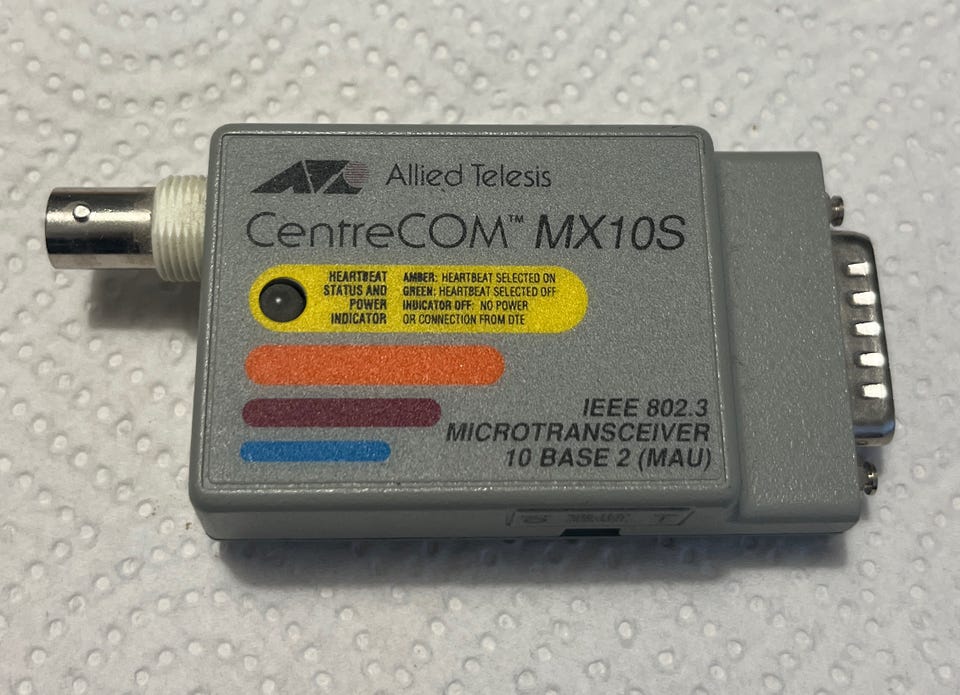 Allied Telesis
CentreCOM™ MX10S
HEARTBEAT
STATUS AND
POWER
INDICATOR
AMBER: HEARTBEAT SELECTED ON
GREEN: HEARTBEAT SELECTED OFF
INDICATOR OFF: NO POWER
OR CONNECTION FROM DTE
IEEE 802.3
MICROTRANSCEIVER
10 BASE 2 (MAU)